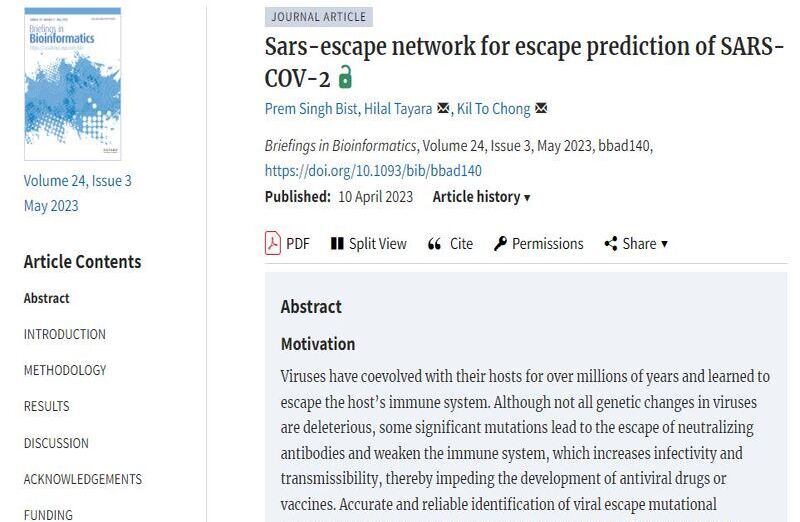 Briefings in
Bioinformatics
Volume 24, Issue 3
May 2023
Article Contents
Abstract
INTRODUCTION
METHODOLOGY
RESULTS
DISCUSSION
ACKNOWLEDGEMENTS
FUNDING
JOURNAL ARTICLE
Sars-escape network for escape prediction of SARS-
COV-2
Prem Singh Bist, Hilal Tayara Kil To Chong
Briefings in Bioinformatics, Volume 24, Issue 3, May 2023, bbad140,
https://doi.org/10.1093/bib/bbad140
Published: 10 April 2023 Article history ▾
PDF Split View Cite Permissions Share ▾
Abstract
Motivation
Viruses have coevolved with their hosts for over millions of years and learned to
escape the host’s immune system. Although not all genetic changes in viruses
are deleterious, some significant mutations lead to the escape of neutralizing
antibodies and weaken the immune system, which increases infectivity and
transmissibility, thereby impeding the development of antiviral drugs or
vaccines. Accurate and reliable identification of viral escape mutational